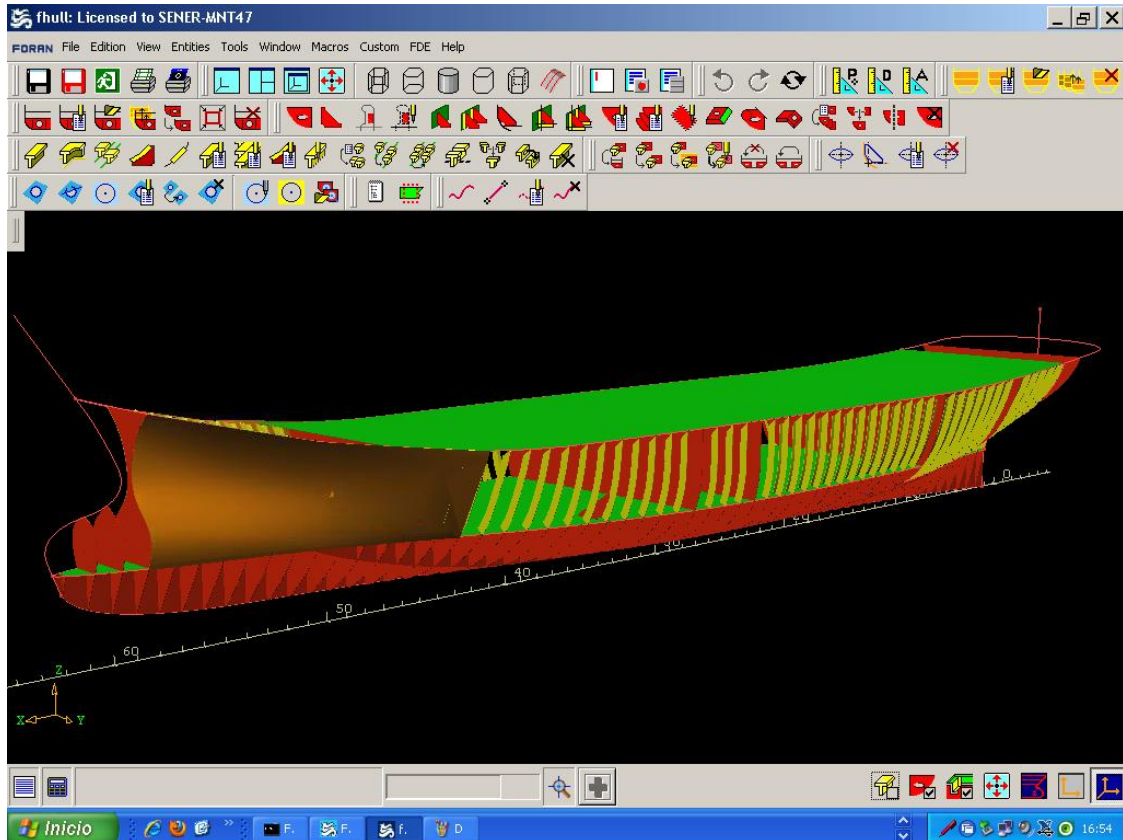 fhull: Licensed to SENER-MNT47
FORAN File Edition View Entities Tools Window Macros Custom FDE Help
P D A
0
30
40
50
60
Z
X Y
Inicio F. F. f. D 16:54